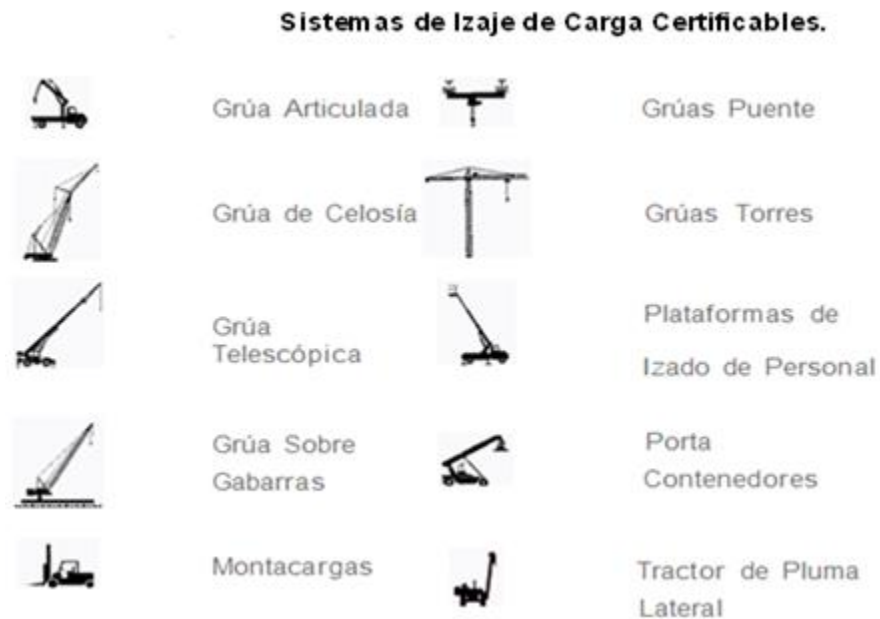 Sistemas de Izaje de Carga Certificables.
Grúa Articulada
Grúas Puente
Grúa de Celosía
Grúas Torres
Grúa
Telescópica
Plataformas de
Izado de Personal
Grúa Sobre
Gabarras
Porta
Contenedores
Montacargas
Tractor de Pluma
Lateral